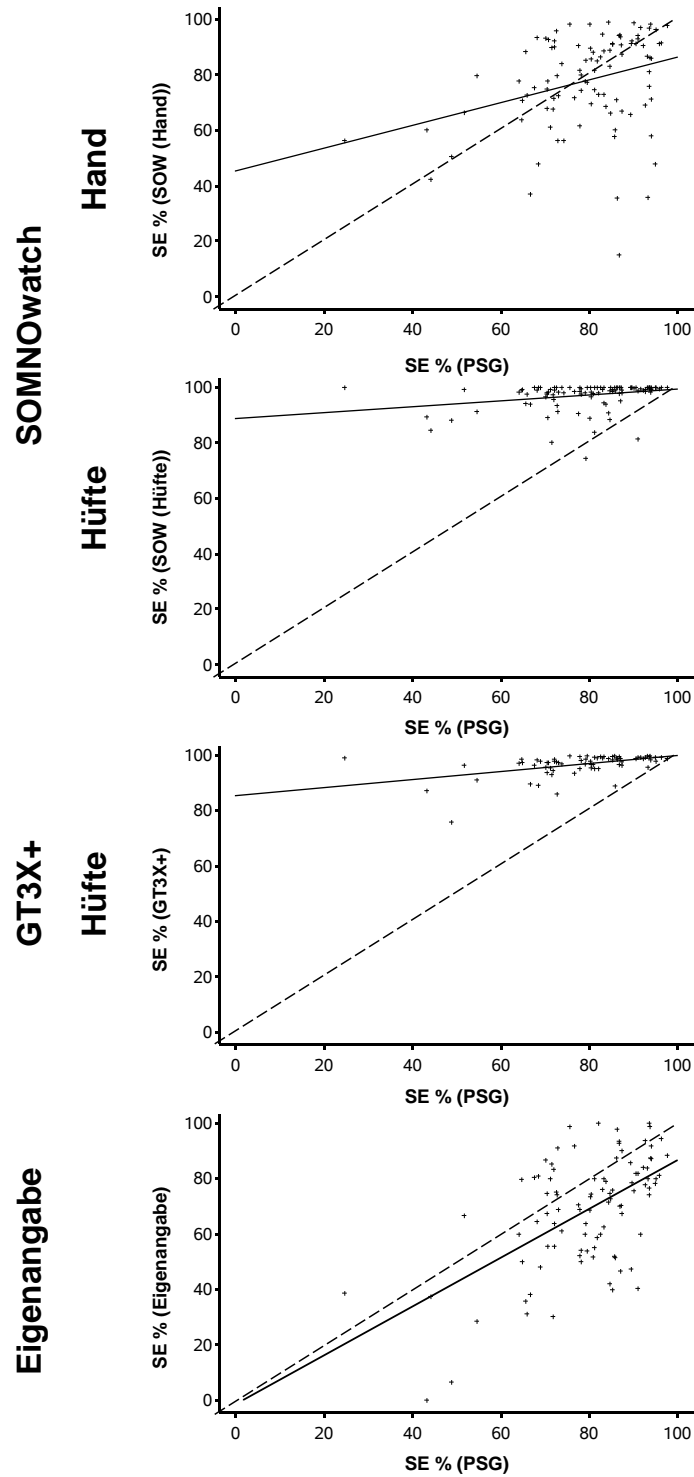 SOMNOwatch
Hand
SE % (SOW (Hand))
100
80
60
40
20
0
0 20 40 60 80 100
SE % (PSG)
Hüfte
SE % (SOW (Hüfte))
100
80
60
40
20
0
0 20 40 60 80 100
SE % (PSG)
GT3X+
Hüfte
SE % (GT3X+)
100
80
60
40
20
0
0 20 40 60 80 100
SE % (PSG)
Eigenangabe
SE % (Eigenangabe)
100
80
60
40
20
0
0 20 40 60 80 100
SE % (PSG)